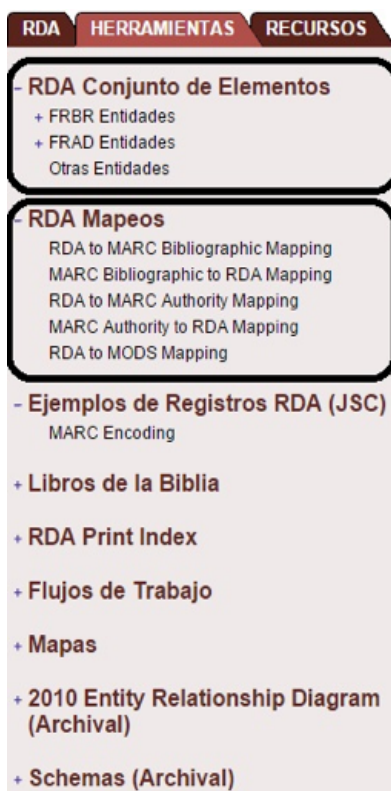 RDA HERRAMIENTAS RECURSOS
- RDA Conjunto de Elementos
+ FRBR Entidades
+ FRAD Entidades
Otras Entidades
- RDA Mapeos
RDA to MARC Bibliographic Mapping
MARC Bibliographic to RDA Mapping
RDA to MARC Authority Mapping
MARC Authority to RDA Mapping
RDA to MODS Mapping
- Ejemplos de Registros RDA (JSC)
MARC Encoding
+ Libros de la Biblia
+ RDA Print Index
+ Flujos de Trabajo
+ Mapas
+ 2010 Entity Relationship Diagram
(Archival)
+ Schemas (Archival)